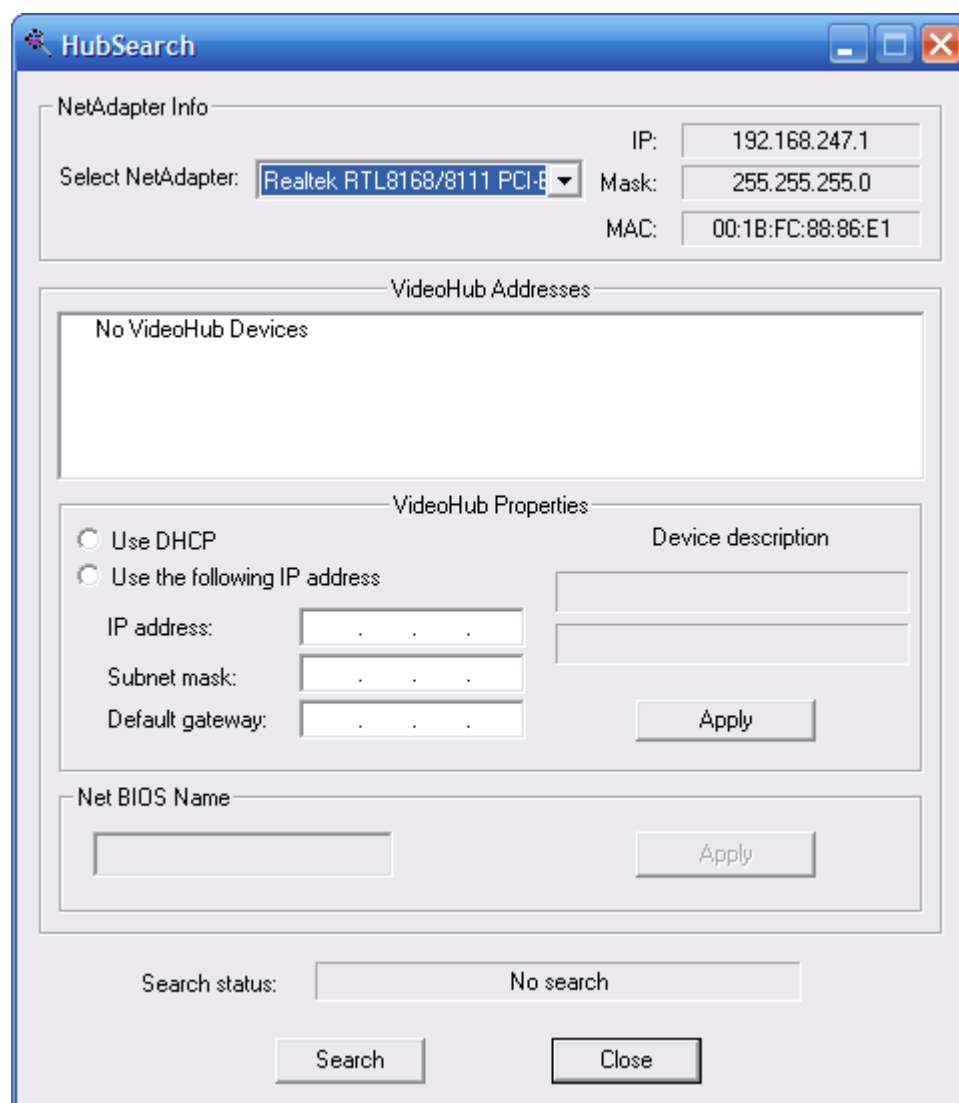 HubSearch
NetAdapter Info
IP: 192.168.247.1
Select NetAdapter: Realtek RTL8168/8111 PCI-E Mask: 255.255.255.0
MAC: 00:1B:FC:88:86:E1
VideoHub Addresses
No VideoHub Devices
VideoHub Properties
Use DHCP
Device description
Use the following IP address
IP address: . . .
Subnet mask: . . .
Default gateway: . . .
Apply
Net BIOS Name
Apply
Search status: No search
Search Close